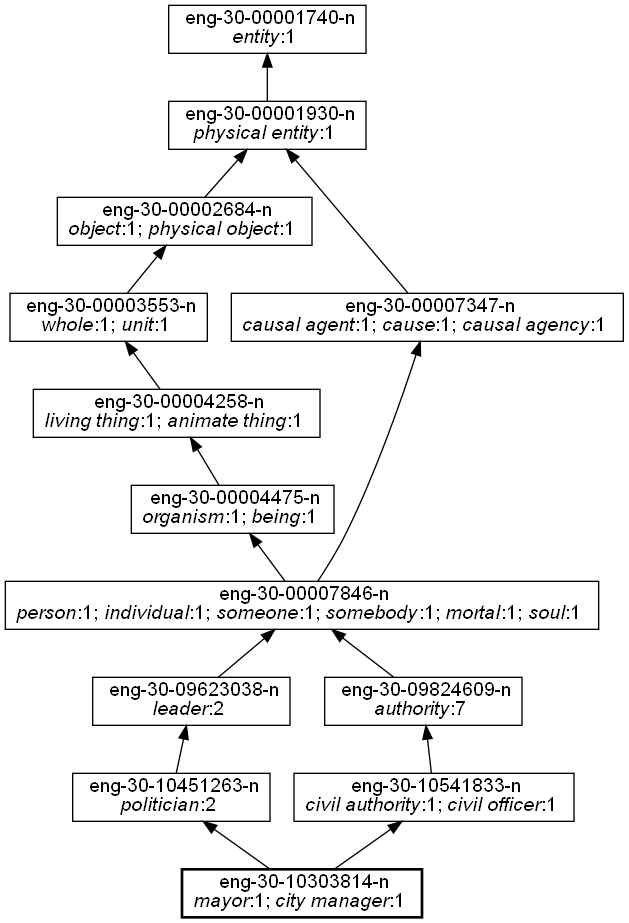 eng-30-00001740-n
entity:1
eng-30-00001930-n
physical entity:1
eng-30-00002684-n
object:1; physical object:1
eng-30-00003553-n
whole:1; unit:1
eng-30-00007347-n
causal agent:1; cause:1; causal agency:1
eng-30-00004258-n
living thing:1; animate thing:1
eng-30-00004475-n
organism:1; being:1
eng-30-00007846-n
person:1; individual:1; someone:1; somebody:1; mortal:1; soul:1
eng-30-09623038-n
leader:2
eng-30-09824609-n
authority:7
eng-30-10451263-n
politician:2
eng-30-10541833-n
civil authority:1; civil officer:1
eng-30-10303814-n
mayor:1; city manager:1